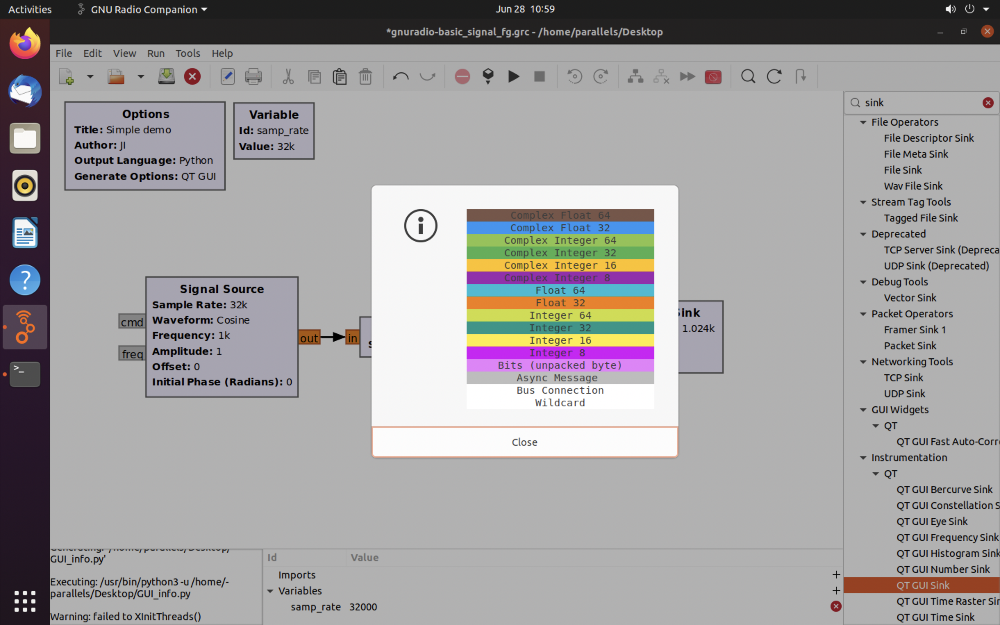 Activities
GNU Radio Companion
Jun 28 10:59
*gnuradio-basic_signal_fg.grc - /home/parallels/Desktop
File Edit View Run Tools Help
Options
Title: Simple demo
Author: JI
Output Language: Python
Generate Options: QT GUI
Variable
Id: samp_rate
Value: 32k
Signal Source
Sample Rate: 32k
Waveform: Cosine
Frequency: 1k
Amplitude: 1
Offset: 0
Initial Phase (Radians): 0
cmd
freq
out
in
Complex Float 64
Complex Float 32
Complex Integer 64
Complex Integer 32
Complex Integer 16
Complex Integer 8
Float 64
Float 32
Integer 64
Integer 32
Integer 16
Integer 8
Bits (unpacked byte)
Async Message
Bus Connection
Wildcard
Close
Sink
1.024k
sink
File Operators
File Descriptor Sink
File Meta Sink
File Sink
Wav File Sink
Stream Tag Tools
Tagged File Sink
Deprecated
TCP Server Sink (Depreca
UDP Sink (Deprecated)
Debug Tools
Vector Sink
Packet Operators
Framer Sink 1
Packet Sink
Networking Tools
TCP Sink
UDP Sink
GUI Widgets
QT
QT GUI Fast Auto-Corr
Instrumentation
QT
QT GUI Bercurve Sink
QT GUI Constellation S
QT GUI Eye Sink
QT GUI Frequency Sink
QT GUI Histogram Sink
QT GUI Number Sink
QT GUI Sink
QT GUI Time Raster Sin
QT GUI Time Sink
Generating: '/home/parallels/Desktop/
GUI_info.py'
Executing: /usr/bin/python3 -u /home/-
parallels/Desktop/GUI_info.py
Warning: failed to XInitThreads()
Id Value
Imports
Variables
samp_rate 32000